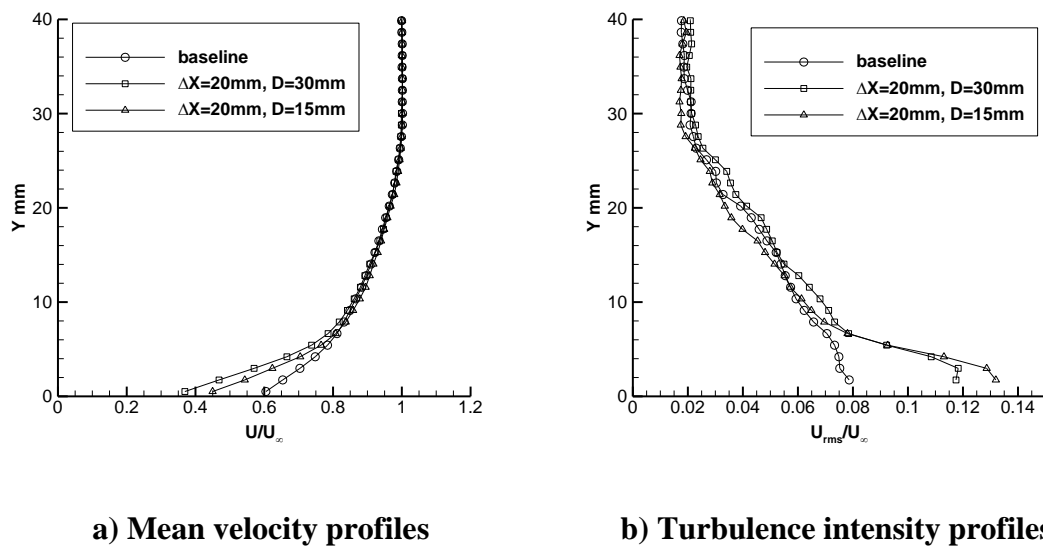 40
30
20
10
0
Y mm
0 0.2 0.4 0.6 0.8 1 1.2
U/U∞
baseline
ΔX=20mm, D=30mm
ΔX=20mm, D=15mm
40
30
20
10
0
Y mm
0 0.02 0.04 0.06 0.08 0.1 0.12 0.14
Urms/U∞
baseline
ΔX=20mm, D=30mm
ΔX=20mm, D=15mm
a) Mean velocity profiles
b) Turbulence intensity profiles